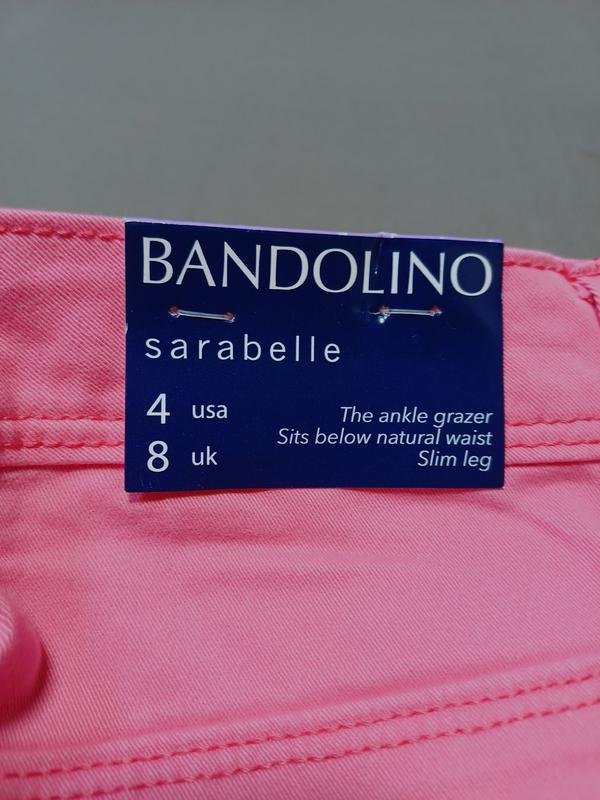 BANDOLINO
sarabelle
4 usa
8 uk
The ankle grazer
Sits below natural waist
Slim leg